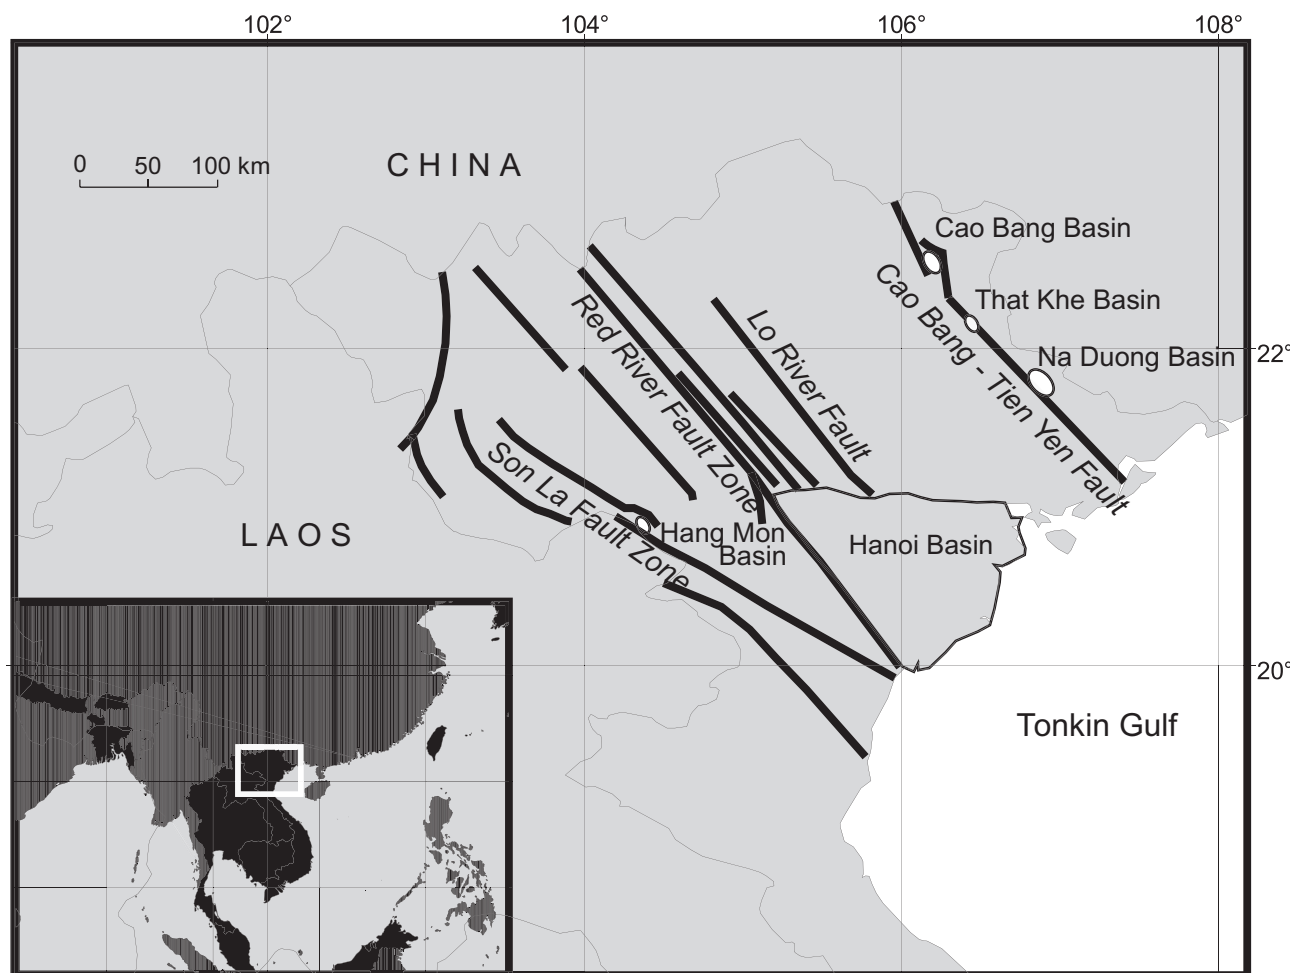 102° 104° 106° 108°
0 50 100 km
CHINA
Cao Bang Basin
That Khe Basin
Na Duong Basin
22°
Cao Bang - Tien Yen Fault
Lo River Fault
Red River Fault Zone
Son La Fault Zone
Hang Mon
Basin
Hanoi Basin
LAOS
20°
Tonkin Gulf